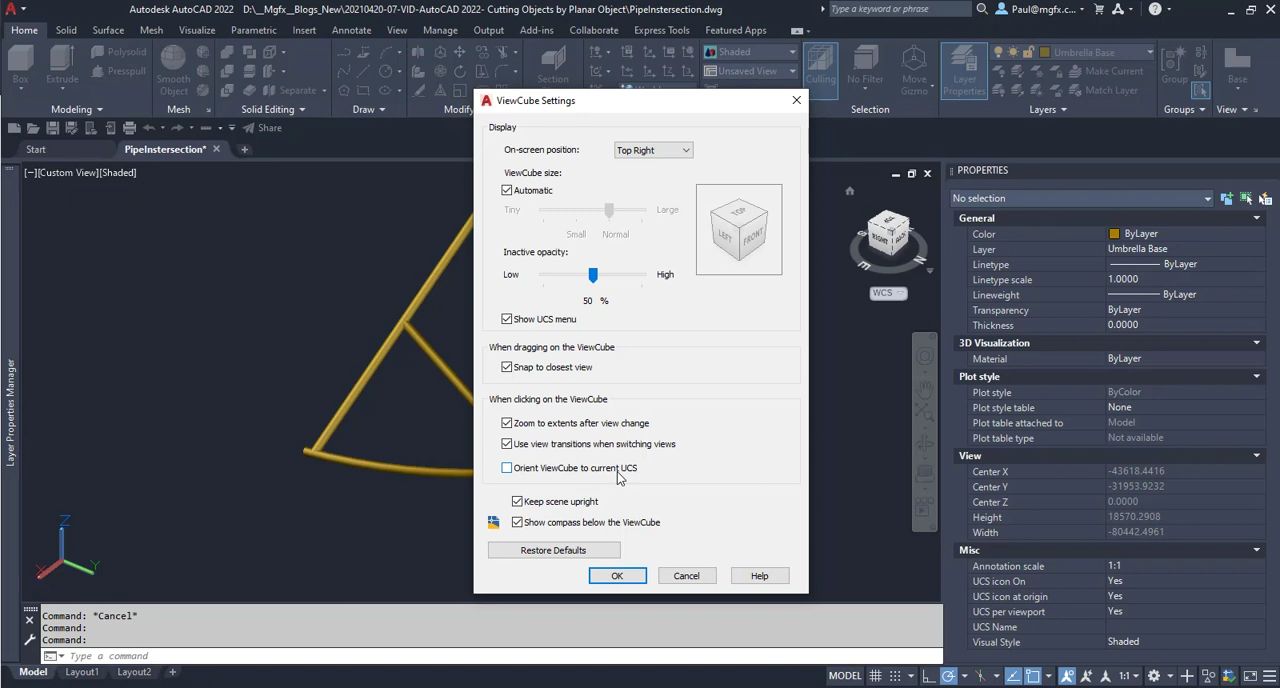 Autodesk AutoCAD 2022 D:\__Mgfx_Blogs_New\20210420-07-VID-AutoCAD 2022- Cutting Objects by Planar Object\PipeInstersection.dwg
Type a keyword or phrase
Paul@mgfx.c...
Home Solid Surface Mesh Visualize Parametric Insert Annotate View Manage Output Add-ins Collaborate Express Tools Featured Apps
Box Extrude Polysolid Presspull Smooth Object Separate Section Shaded Unsaved View Culling No Filter Move Gizmo Layer Properties Umbrella Base Make Current Match Layer Group Base
Modeling Mesh Solid Editing Draw Selection Layers Groups View
Share
Start PipeInstersection*
[−][Custom View][Shaded]
Layer Properties Manager
ViewCube Settings
Display
On-screen position: Top Right
ViewCube size:
Automatic
Tiny Large
Small Normal
Inactive opacity:
Low High
50 %
Show UCS menu
TOP
LEFT FRONT
When dragging on the ViewCube
Snap to closest view
When clicking on the ViewCube
Zoom to extents after view change
Use view transitions when switching views
Orient ViewCube to current UCS
Keep scene upright
Show compass below the ViewCube
Restore Defaults
OK Cancel Help
RIGHT
E
WCS
Z
X Y
PROPERTIES
No selection
General
Color ByLayer
Layer Umbrella Base
Linetype ByLayer
Linetype scale 1.0000
Lineweight ByLayer
Transparency ByLayer
Thickness 0.0000
3D Visualization
Material ByLayer
Plot style
Plot style ByColor
Plot style table None
Plot table attached to Model
Plot table type Not available
View
Center X -43618.4416
Center Y -31953.9232
Center Z 0.0000
Height 18570.2908
Width -80442.4961
Misc
Annotation scale 1:1
UCS icon On Yes
UCS icon at origin Yes
UCS per viewport Yes
UCS Name
Visual Style Shaded
Command: *Cancel*
Command:
Command:
Type a command
Model Layout1 Layout2
MODEL 1:1